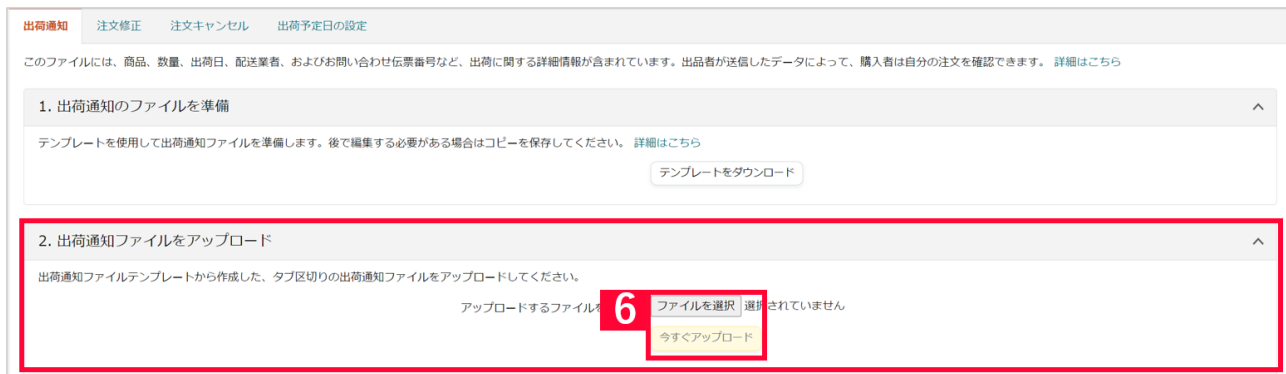 出荷通知 注文修正 注文キャンセル 出荷予定日の設定
このファイルには、商品、数量、出荷日、配送業者、およびお問い合わせ伝票番号など、出荷に関する詳細情報が含まれています。出品者が送信したデータによって、購入者は自分の注文を確認できます。 詳細はこちら
1. 出荷通知のファイルを準備
テンプレートを使用して出荷通知ファイルを準備します。後で編集する必要がある場合はコピーを保存してください。 詳細はこちら
テンプレートをダウンロード
2. 出荷通知ファイルをアップロード
出荷通知ファイルテンプレートから作成した、タブ区切りの出荷通知ファイルをアップロードしてください。
アップロードするファイルを 6 ファイルを選択 選択されていません
今すぐアップロード